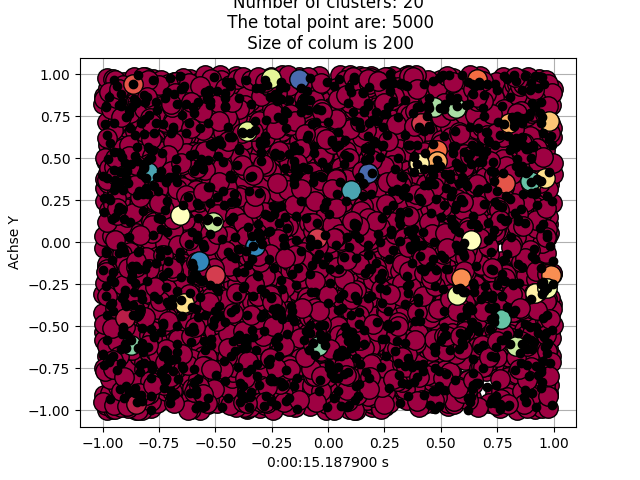 Number of clusters: 20
The total point are: 5000
Size of colum is 200
1.00
0.75
0.50
0.25
0.00
−0.25
−0.50
−0.75
−1.00
Achse Y
−1.00 −0.75 −0.50 −0.25 0.00 0.25 0.50 0.75 1.00
0:00:15.187900 s